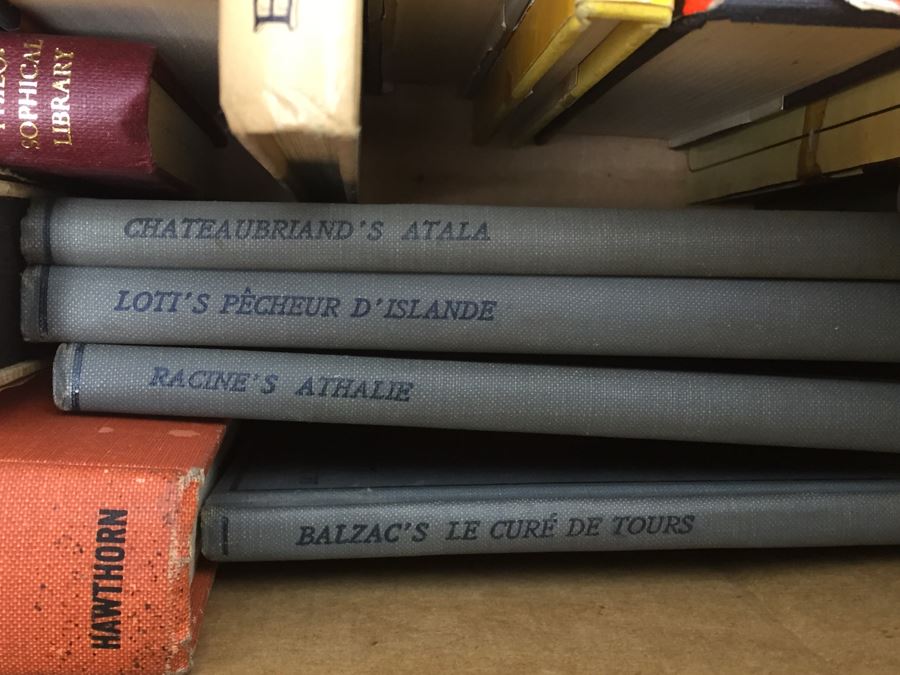 SOPHICAL
LIBRARY
CHATEAUBRIAND'S ATALA
LOTI'S PÊCHEUR D'ISLANDE
RACINE'S ATHALIE
BALZAC'S LE CURÉ DE TOURS
HAWTHORN